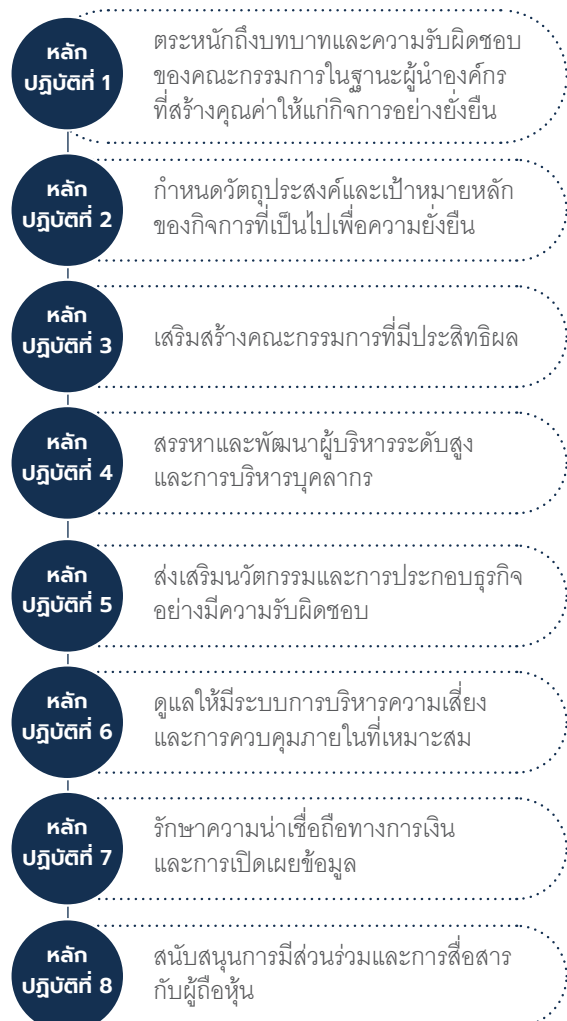 หลัก
ปฏิบัติที่ 1
ตระหนักถึงบทบาทและความรับผิดชอบ
ของคณะกรรมการในฐานะผู้นำองค์กร
ที่สร้างคุณค่าให้แก่กิจการอย่างยั่งยืน
หลัก
ปฏิบัติที่ 2
กำหนดวัตถุประสงค์และเป้าหมายหลัก
ของกิจการที่เป็นไปเพื่อความยั่งยืน
หลัก
ปฏิบัติที่ 3
เสริมสร้างคณะกรรมการที่มีประสิทธิผล
หลัก
ปฏิบัติที่ 4
สรรหาและพัฒนาผู้บริหารระดับสูง
และการบริหารบุคลากร
หลัก
ปฏิบัติที่ 5
ส่งเสริมนวัตกรรมและการประกอบธุรกิจ
อย่างมีความรับผิดชอบ
หลัก
ปฏิบัติที่ 6
ดูแลให้มีระบบการบริหารความเสี่ยง
และการควบคุมภายในที่เหมาะสม
หลัก
ปฏิบัติที่ 7
รักษาความน่าเชื่อถือทางการเงิน
และการเปิดเผยข้อมูล
หลัก
ปฏิบัติที่ 8
สนับสนุนการมีส่วนร่วมและการสื่อสาร
กับผู้ถือหุ้น